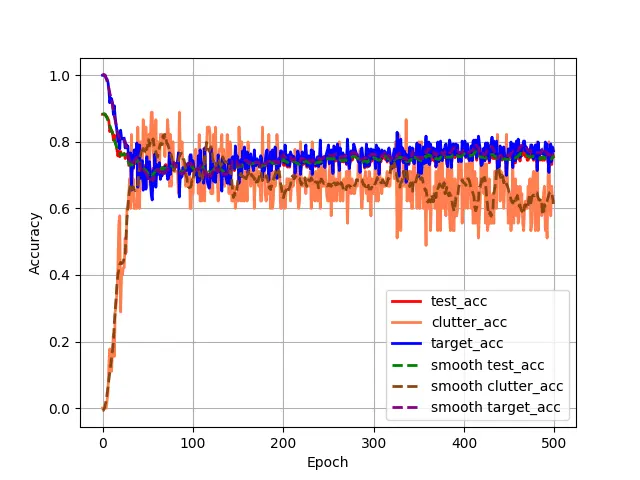 1.0
0.8
0.6
0.4
0.2
0.0
Accuracy
test_acc
clutter_acc
target_acc
smooth test_acc
smooth clutter_acc
smooth target_acc
0 100 200 300 400 500
Epoch